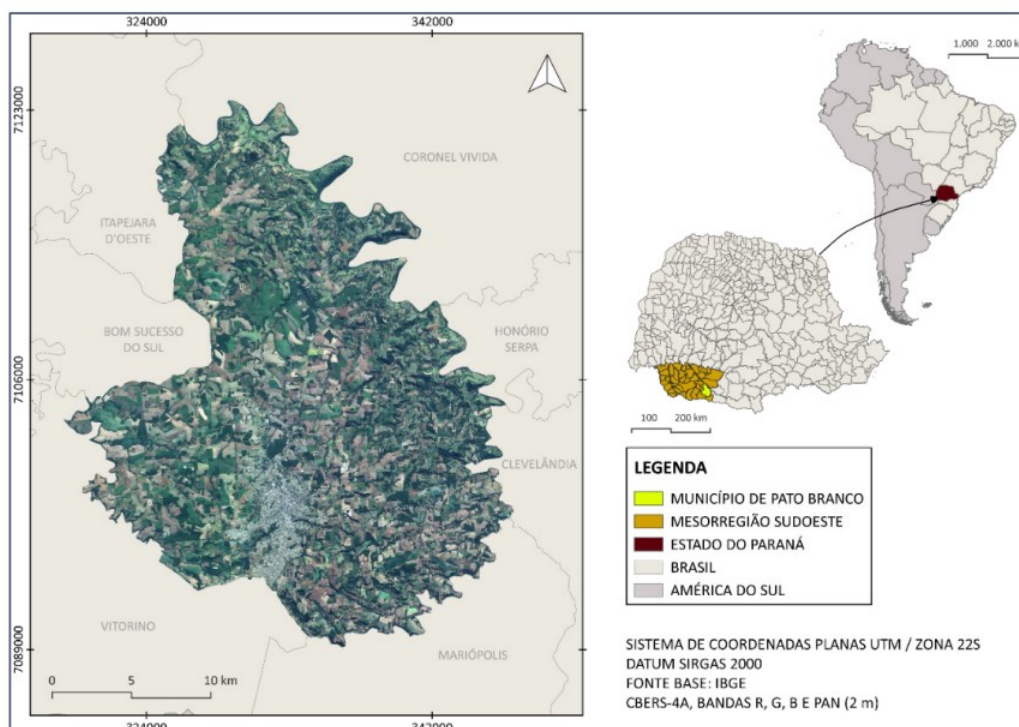 324000
342000
7123000
7106000
7089000
CORONEL VIVIDA
ITAPEJARA
D'OESTE
BOM SUCESSO
DO SUL
HONÓRIO
SERPA
CLEVELÂNDIA
VITORINO
MARIÓPOLIS
0 5 10 km
324000
342000
1.000 2.000 k
100 200 km
LEGENDA
MUNICÍPIO DE PATO BRANCO
MESORREGIÃO SUDOESTE
ESTADO DO PARANÁ
BRASIL
AMÉRICA DO SUL
SISTEMA DE COORDENADAS PLANAS UTM / ZONA 22S
DATUM SIRGAS 2000
FONTE BASE: IBGE
CBERS-4A, BANDAS R, G, B E PAN (2 m)